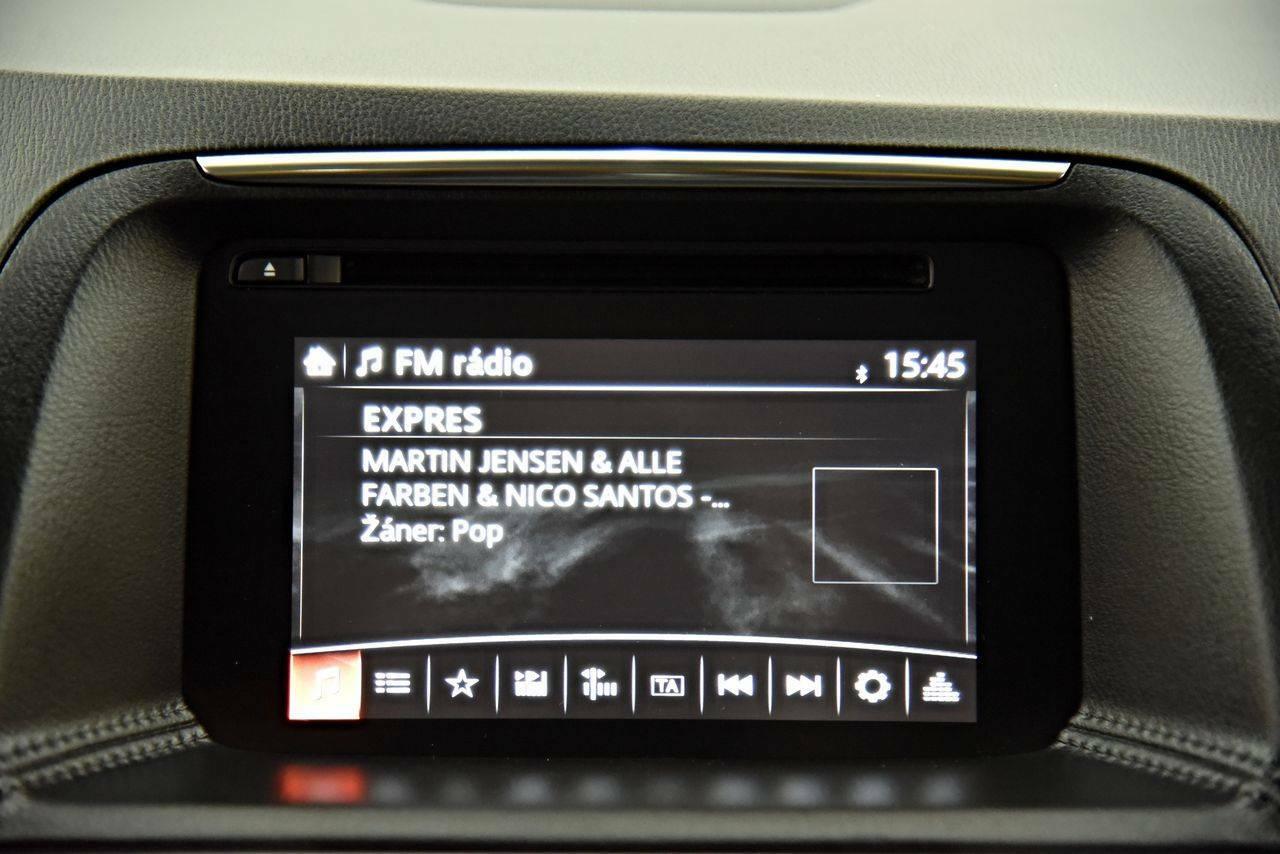 FM rádio
15:45
EXPRES
MARTIN JENSEN & ALLE
FARBEN & NICO SANTOS -...
Žáner: Pop
TA